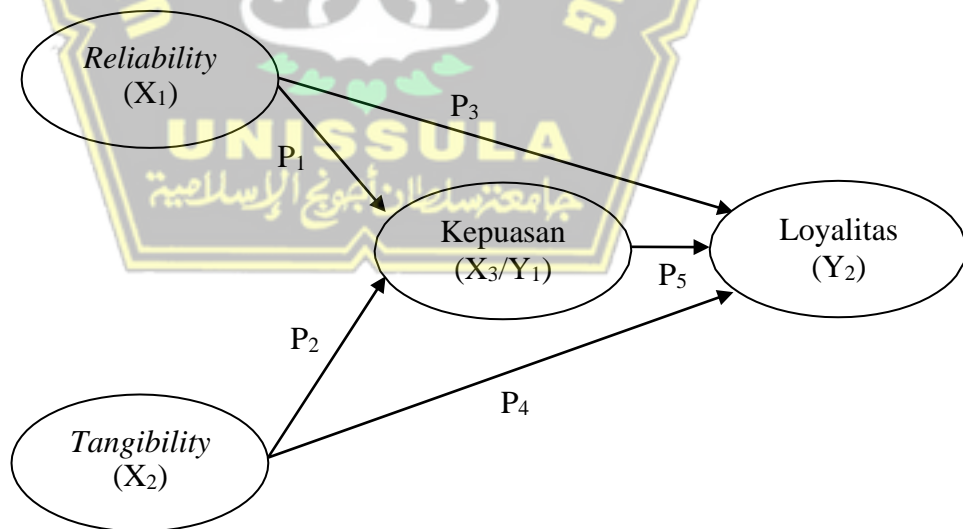 Reliability
(X₁)
P₃
UNISSULA
P₁
جامعة سلطان أجونج الإسلامية
Kepuasan
(X₃/Y₁)
Loyalitas
(Y₂)
P₅
P₂
P₄
Tangibility
(X₂)